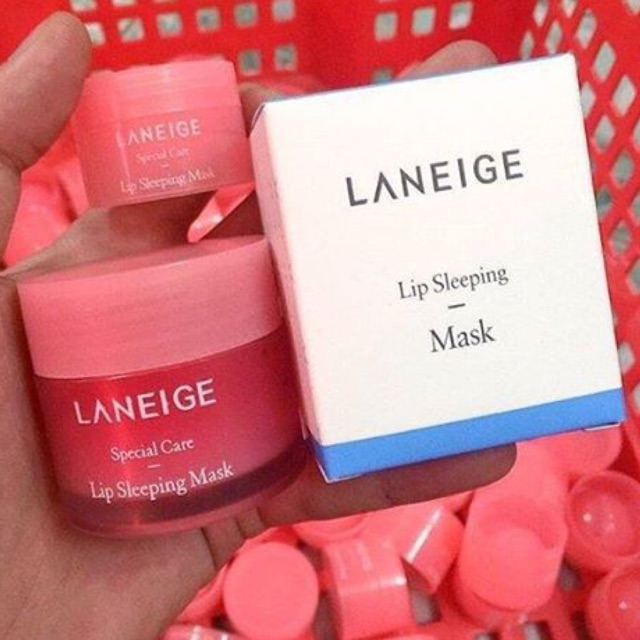 LANEIGE
Special Care
Lip Sleeping Mask
LANEIGE
Lip Sleeping
Mask
LANEIGE
Special Care
Lip Sleeping Mask